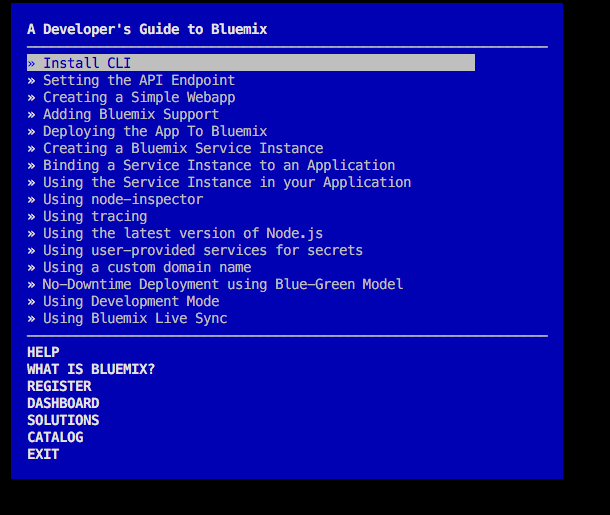 A Developer's Guide to Bluemix
» Install CLI
» Setting the API Endpoint
» Creating a Simple Webapp
» Adding Bluemix Support
» Deploying the App To Bluemix
» Creating a Bluemix Service Instance
» Binding a Service Instance to an Application
» Using the Service Instance in your Application
» Using node-inspector
» Using tracing
» Using the latest version of Node.js
» Using user-provided services for secrets
» Using a custom domain name
» No-Downtime Deployment using Blue-Green Model
» Using Development Mode
» Using Bluemix Live Sync
HELP
WHAT IS BLUEMIX?
REGISTER
DASHBOARD
SOLUTIONS
CATALOG
EXIT